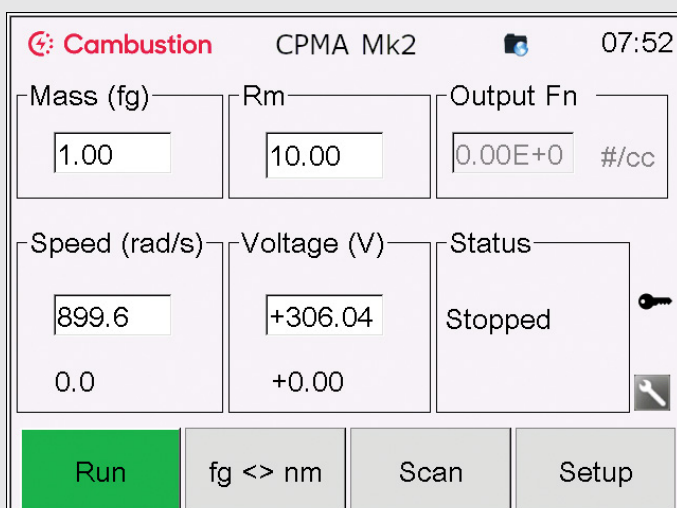 Cambustion CPMA Mk2 07:52
Mass (fg) Rm Output Fn
1.00 10.00 0.00E+0 #/cc
Speed (rad/s) Voltage (V) Status
899.6 +306.04 Stopped
0.0 +0.00
Run fg <> nm Scan Setup